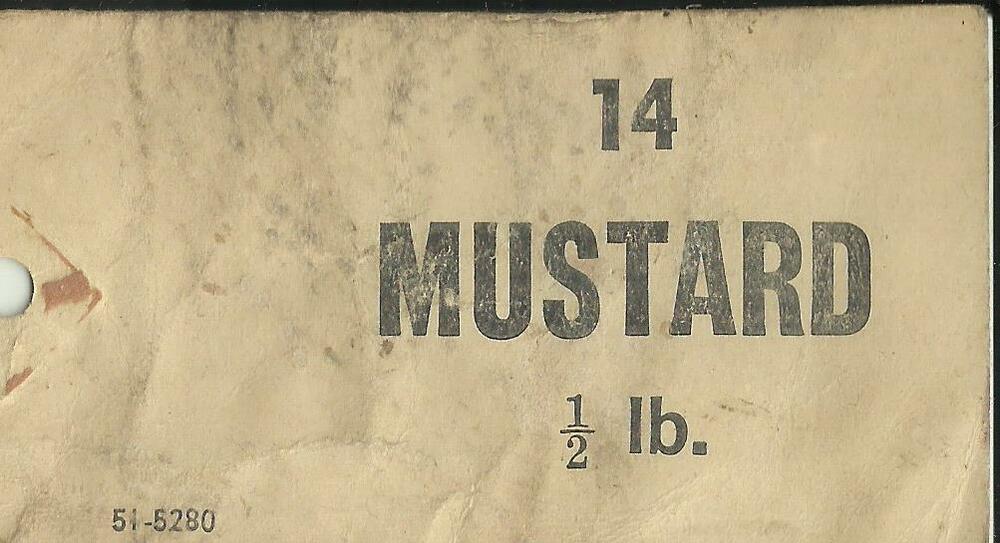 14
MUSTARD
½ lb.
51-5280